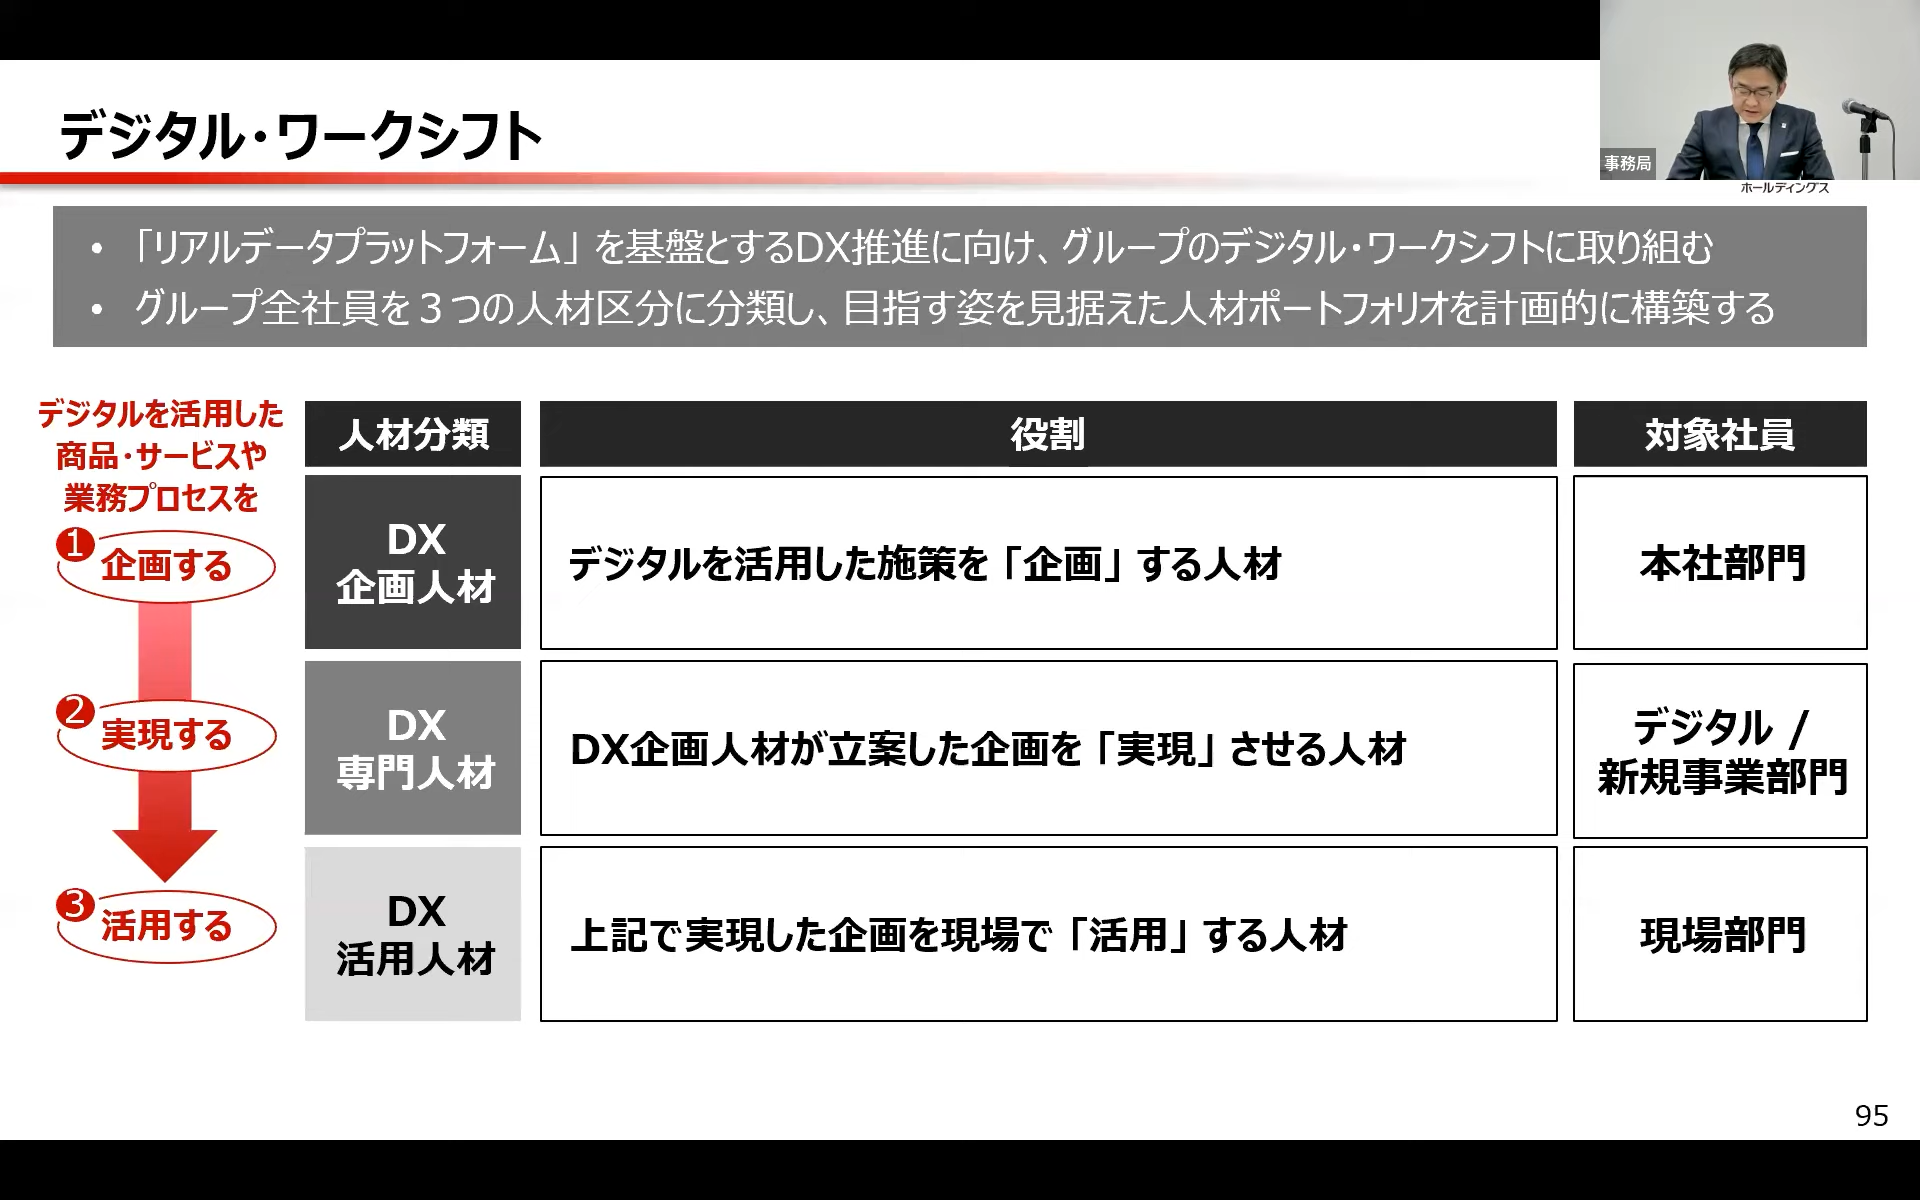 デジタル・ワークシフト
事務局
ホールディングス
• 「リアルデータプラットフォーム」を基盤とするDX推進に向け、グループのデジタル・ワークシフトに取り組む
• グループ全社員を３つの人材区分に分類し、目指す姿を見据えた人材ポートフォリオを計画的に構築する
デジタルを活用した
商品・サービスや
業務プロセスを
❶ 企画する
❷ 実現する
❸ 活用する
人材分類 役割 対象社員
DX
企画人材
デジタルを活用した施策を「企画」する人材
本社部門
DX
専門人材
DX企画人材が立案した企画を「実現」させる人材
デジタル /
新規事業部門
DX
活用人材
上記で実現した企画を現場で「活用」する人材
現場部門
95